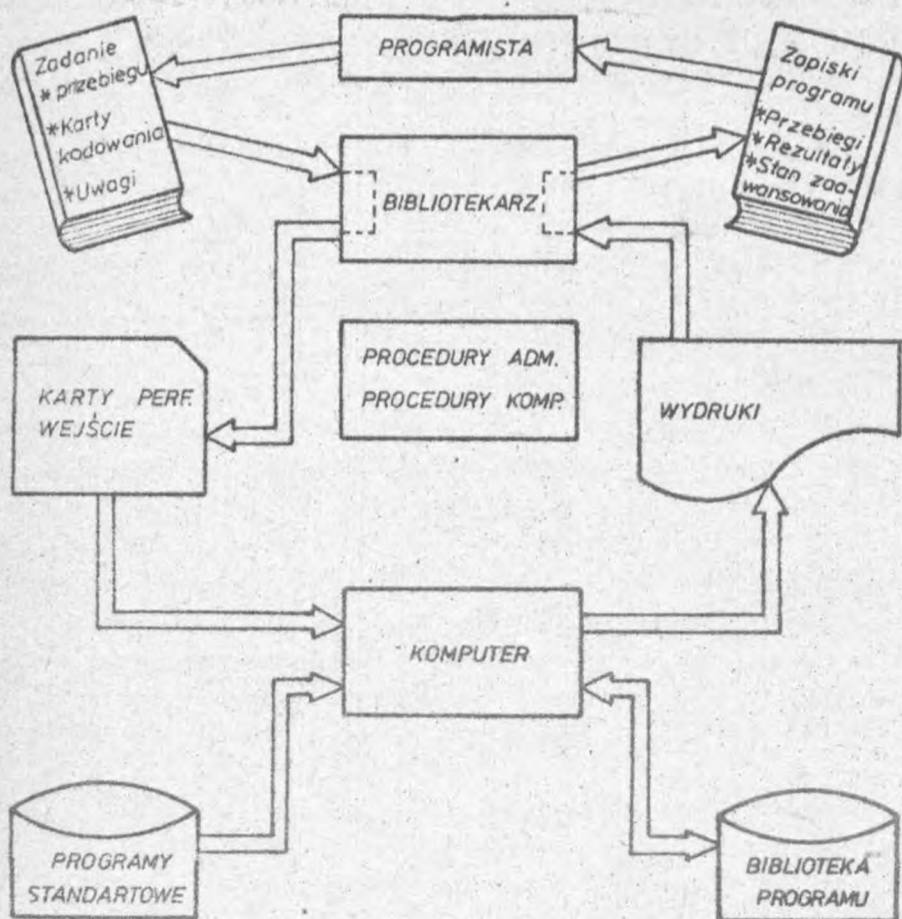 PROGRAMISTA
Zadanie
* przebiegu
*Karty
kodowania
*Uwagi
Zapiski
programu
*Przebiegi
*Rezultaty
*Stan zaa-
wansowania
BIBLIOTEKARZ
PROCEDURY ADM.
PROCEDURY KOMP.
KARTY PERF.
WEJŚCIE
WYDRUKI
KOMPUTER
PROGRAMY
STANDARTOWE
BIBLIOTEKA
PROGRAMU